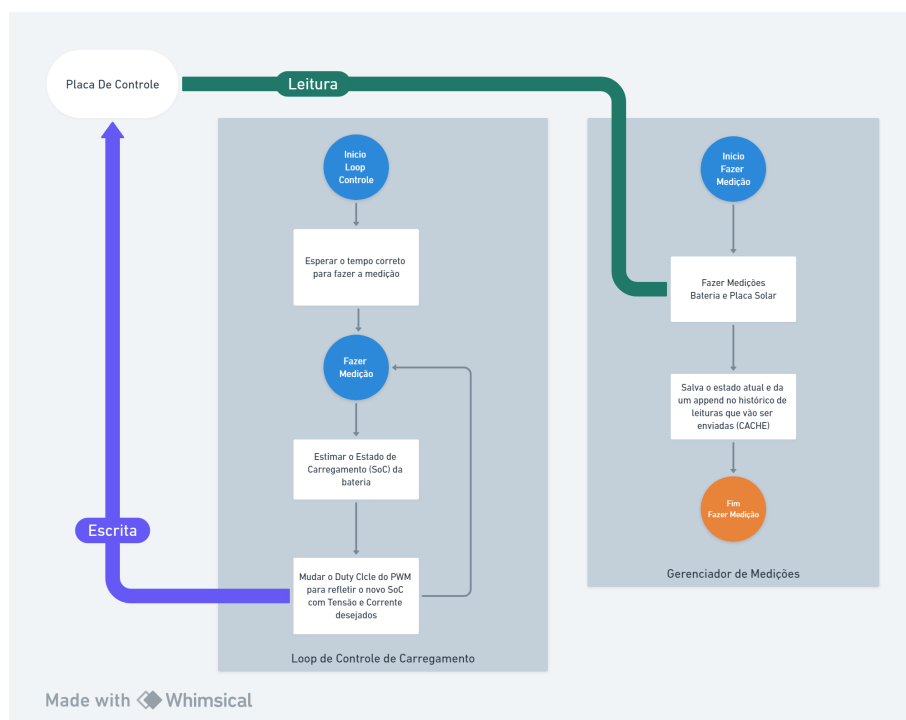 Placa De Controle
Leitura
Inicio
Loop
Controle
Esperar o tempo correto
para fazer a medição
Fazer
Medição
Estimar o Estado de
Carregamento (SoC) da
bateria
Mudar o Duty CIcle do PWM
para refletir o novo SoC
com Tensão e Corrente
desejados
Loop de Controle de Carregamento
Escrita
Inicio
Fazer
Medição
Fazer Medições
Bateria e Placa Solar
Salva o estado atual e da
um append no histórico de
leituras que vão ser
enviadas (CACHE)
Fim
Fazer Medição
Gerenciador de Medições
Made with Whimsical